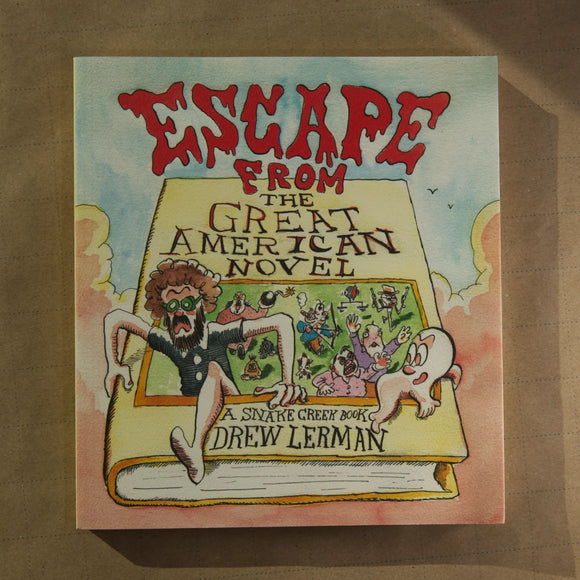 ESCAPE
FROM
THE
GREAT
AMERICAN
NOVEL
A SNAKE CREEK BOOK
DREW LERMAN